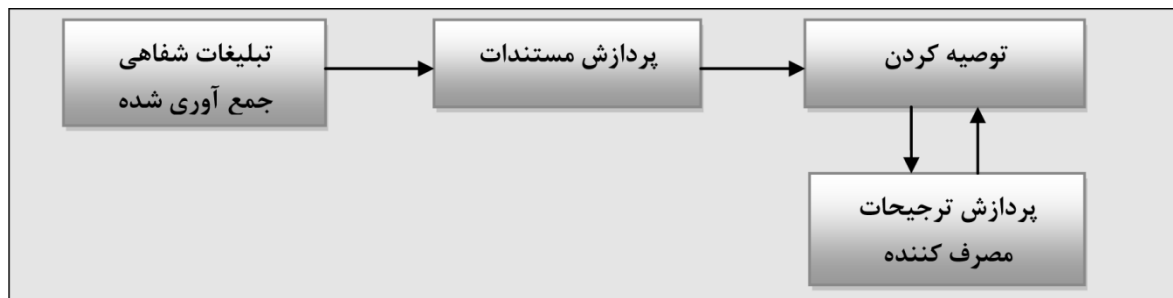 تبلیغات شفاهی
جمع آوری شده
پردازش مستندات
توصیه کردن
پردازش ترجیحات
مصرف کننده